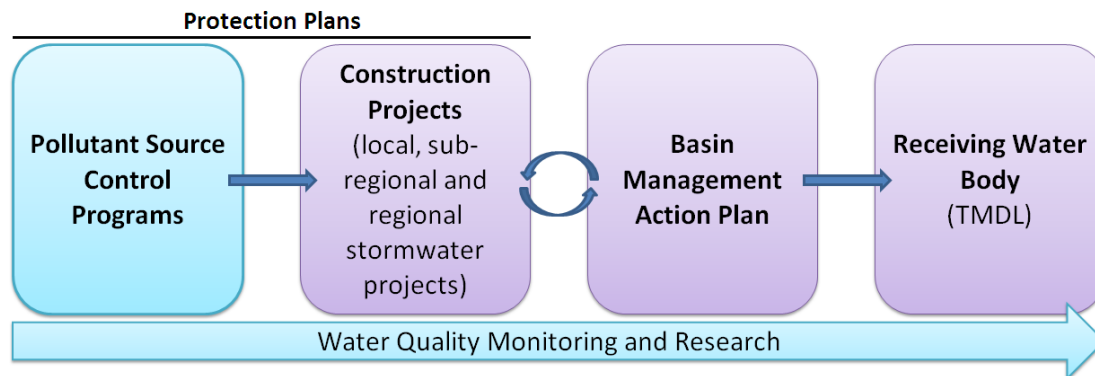 Protection Plans
Pollutant Source
Control
Programs
Construction
Projects
(local, sub-
regional and
regional
stormwater
projects)
Basin
Management
Action Plan
Receiving Water
Body
(TMDL)
Water Quality Monitoring and Research